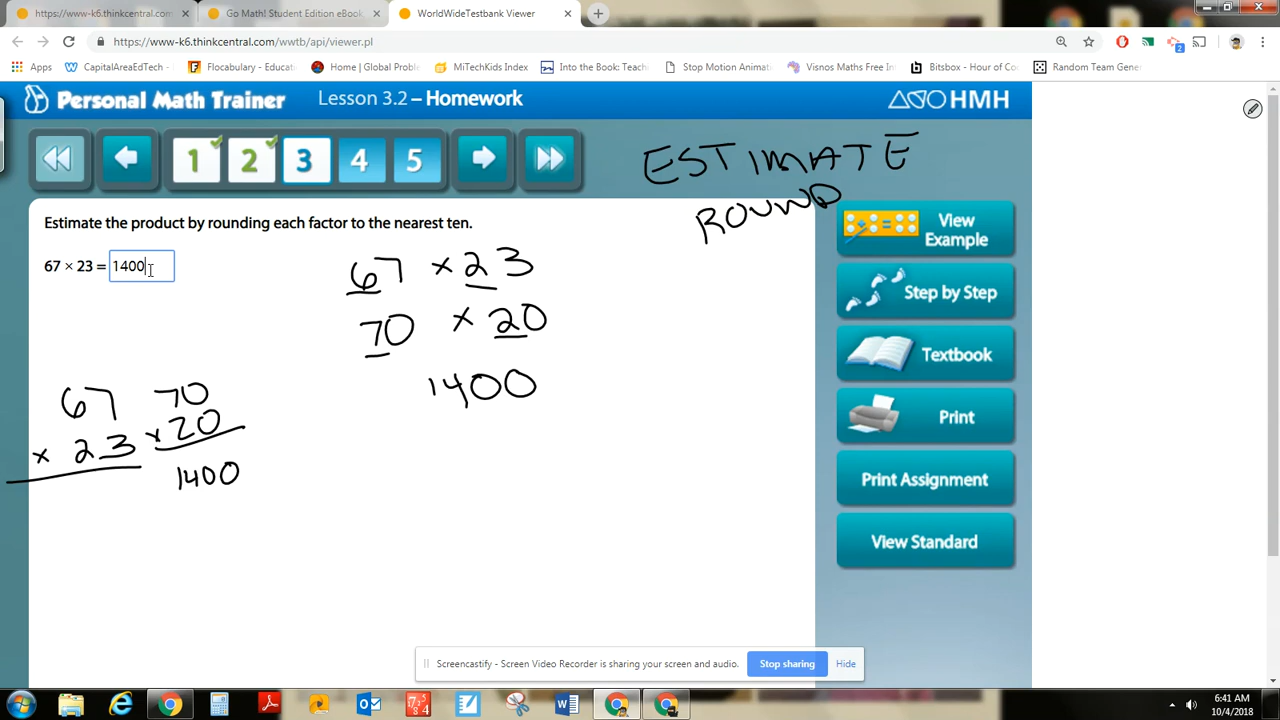 https://www-k6.thinkcentral.com/
Go Math! Student Edition eBook
WorldWideTestbank Viewer
https://www-k6.thinkcentral.com/wwtb/api/viewer.pl
Apps
CapitalAreaEdTech -
Flocabulary - Educati
Home | Global Proble
MiTechKids Index
Into the Book: Teach
Stop Motion Animat
Visnos Maths Free In
Bitsbox - Hour of Co
Random Team Gene
Personal Math Trainer
Lesson 3.2 – Homework
HMH
1
2
3
4
5
ESTIMATE
ROUND
Estimate the product by rounding each factor to the nearest ten.
67 × 23 = 1400
67 × 23
70 × 20
1400
67
× 23
70
× 20
1400
View Example
Step by Step
Textbook
Print
Print Assignment
View Standard
Screencastify - Screen Video Recorder is sharing your screen and audio.
Stop sharing
Hide
6:41 AM
10/4/2018